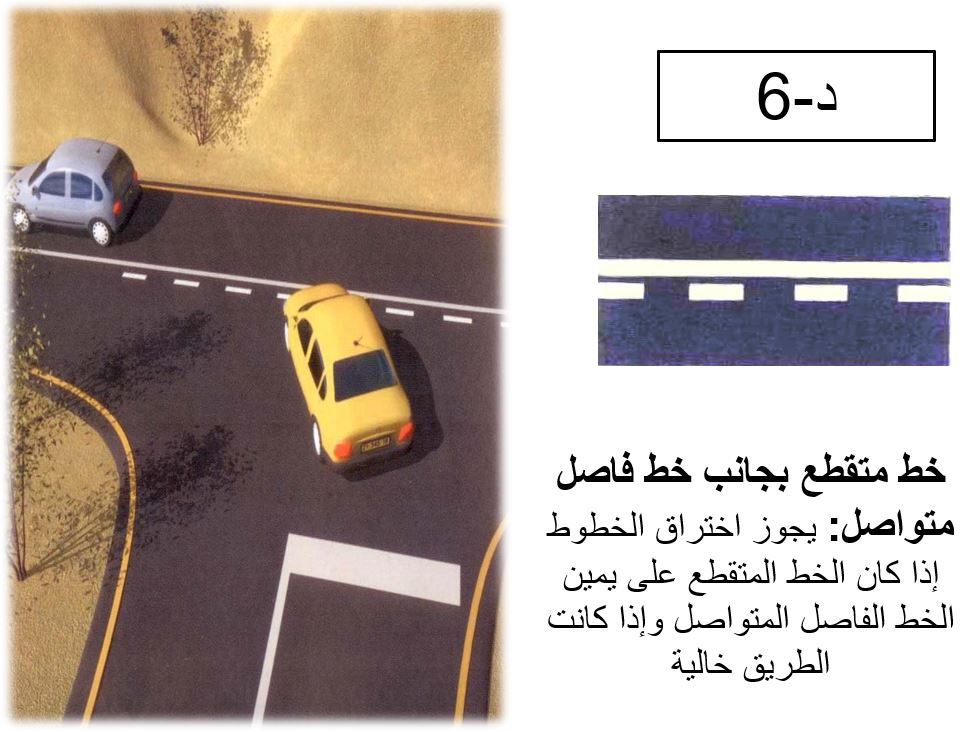 د-6
خط متقطع بجانب خط فاصل
متواصل: يجوز اختراق الخطوط
إذا كان الخط المتقطع على يمين
الخط الفاصل المتواصل وإذا كانت
الطريق خالية